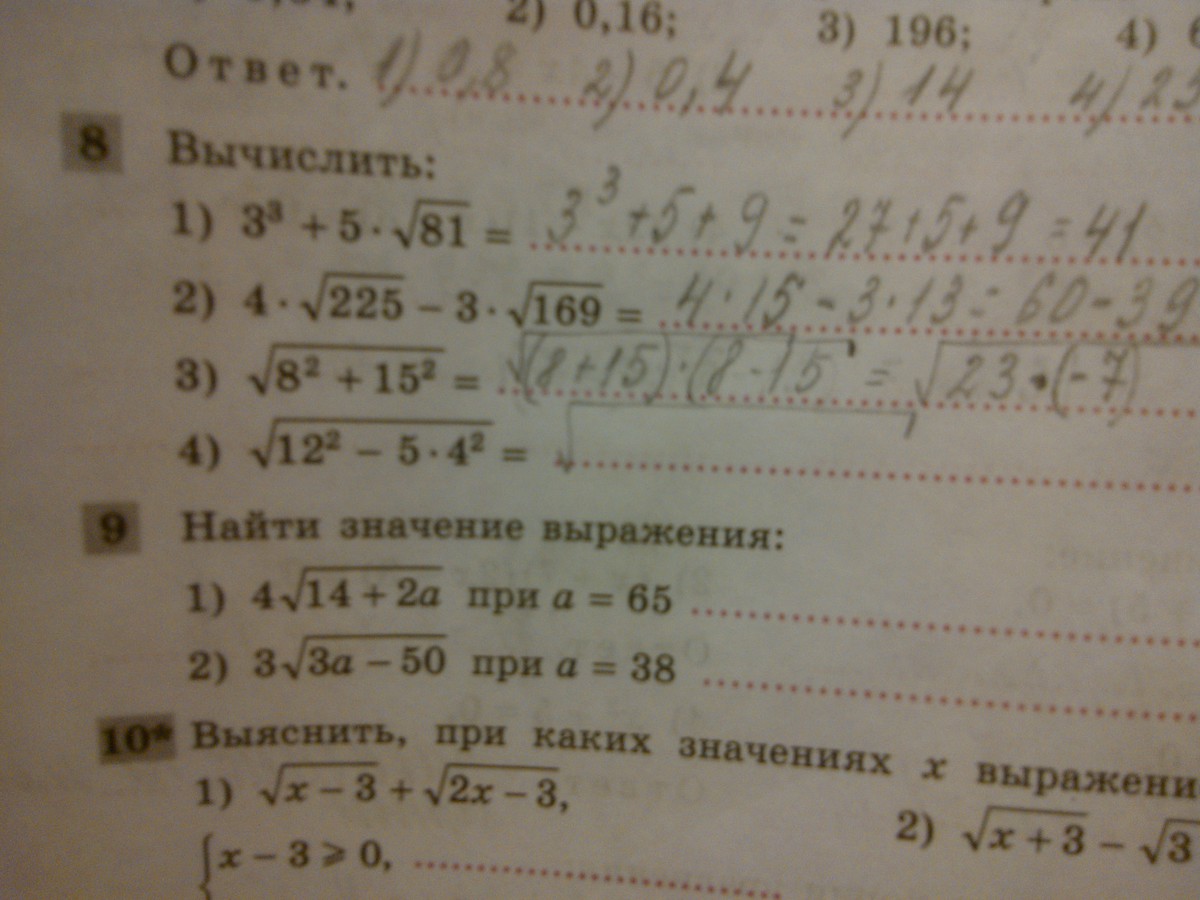 2) 0,16; 3) 196; 4)
Ответ. 1) 0,8 2) 0,4 3) 14 4) 23
8 Вычислить:
1) 3³ + 5 · √81 = 3³ + 5 + 9 = 27 + 5 + 9 = 41
2) 4 · √225 − 3 · √169 = 4 · 15 − 3 · 13 = 60 − 39
3) √8² + 15² = √(8 + 15) · (8 − 15 = √23 · (−7)
4) √12² − 5 · 4² = √
9 Найти значение выражения:
1) 4√14 + 2a при a = 65
2) 3√3a − 50 при a = 38
10* Выяснить, при каких значениях x выражени
1) √x − 3 + √2x − 3,
2) √x + 3 − √3
{x − 3 ⩾ 0,